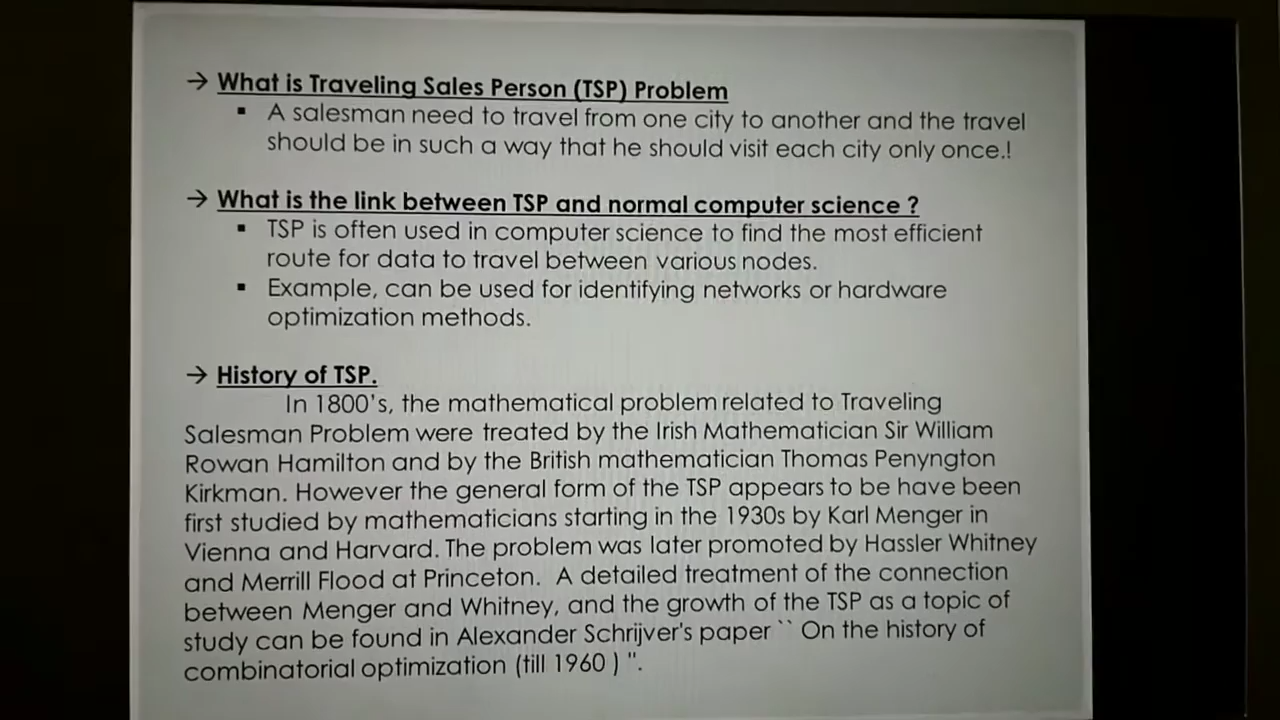 → What is Traveling Sales Person (TSP) Problem
▪ A salesman need to travel from one city to another and the travel
should be in such a way that he should visit each city only once.!
→ What is the link between TSP and normal computer science ?
▪ TSP is often used in computer science to find the most efficient
route for data to travel between various nodes.
▪ Example, can be used for identifying networks or hardware
optimization methods.
→ History of TSP.
In 1800's, the mathematical problem related to Traveling
Salesman Problem were treated by the Irish Mathematician Sir William
Rowan Hamilton and by the British mathematician Thomas Penyngton
Kirkman. However the general form of the TSP appears to be have been
first studied by mathematicians starting in the 1930s by Karl Menger in
Vienna and Harvard. The problem was later promoted by Hassler Whitney
and Merrill Flood at Princeton. A detailed treatment of the connection
between Menger and Whitney, and the growth of the TSP as a topic of
study can be found in Alexander Schrijver's paper `` On the history of
combinatorial optimization (till 1960 ) ".